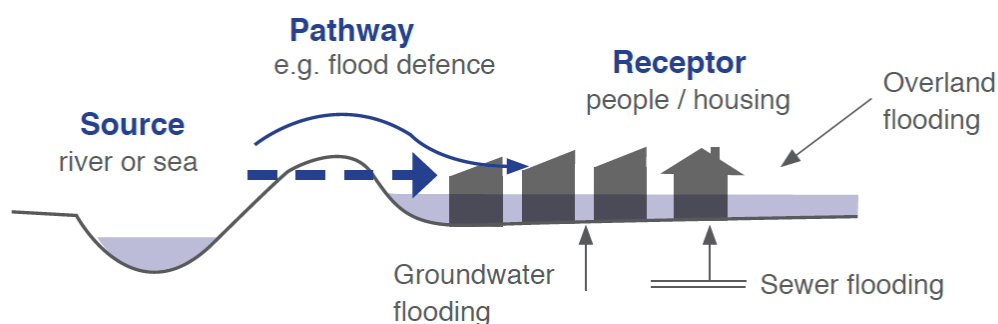 Pathway
e.g. flood defence
Receptor
people / housing
Overland
flooding
Source
river or sea
Groundwater
flooding
Sewer flooding